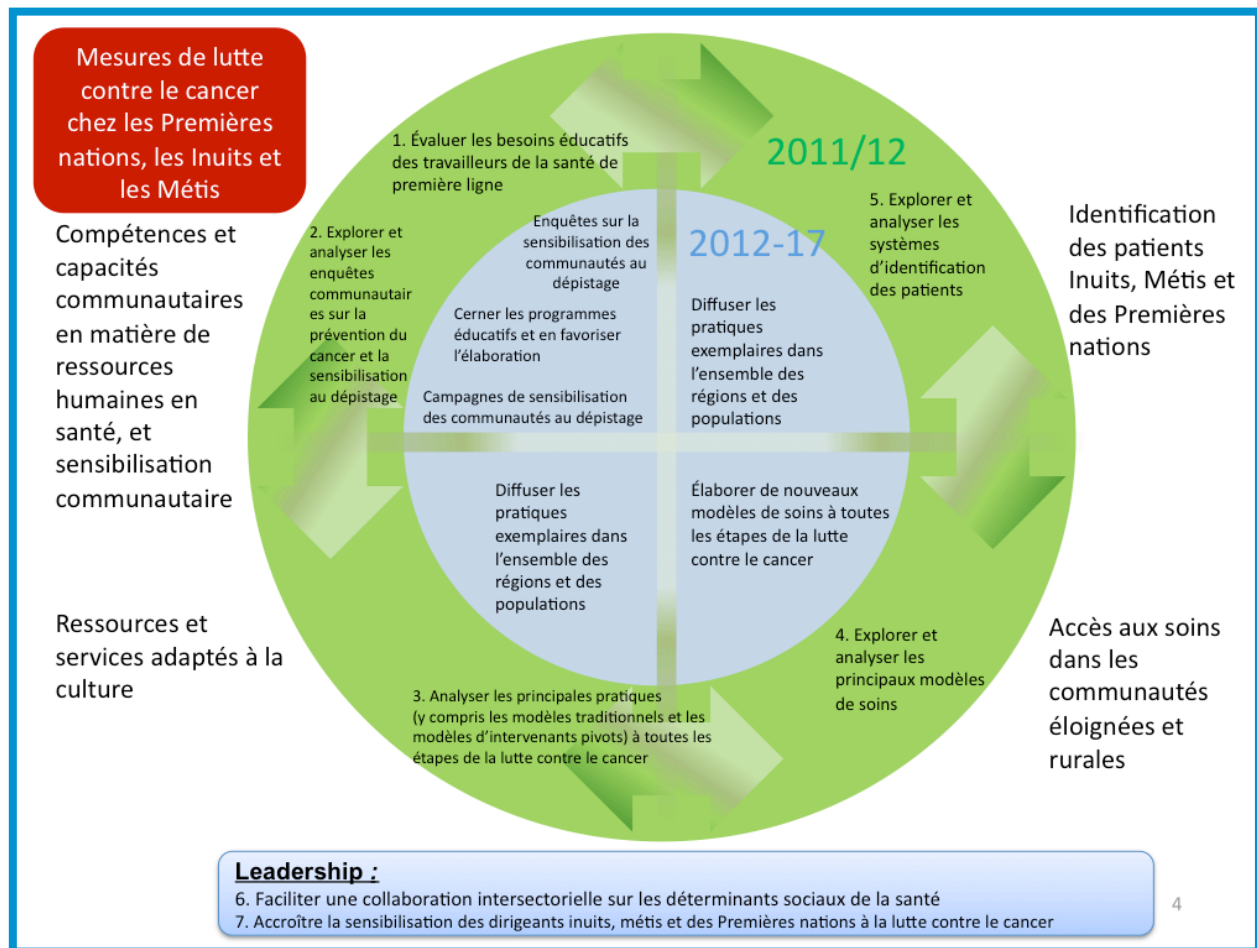 Mesures de lutte
contre le cancer
chez les Premières
nations, les Inuits et
les Métis
Compétences et
capacités
communautaires
en matière de
ressources
humaines en
santé, et
sensibilisation
communautaire
Ressources et
services adaptés à la
culture
1. Évaluer les besoins éducatifs
des travailleurs de la santé de
première ligne
2011/12
2. Explorer et
analyser les
enquêtes
communautair
es sur la
prévention du
cancer et la
sensibilisation
au dépistage
Enquêtes sur la
sensibilisation des
communautés au
dépistage
Cerner les programmes
éducatifs et en favoriser
l’élaboration
Campagnes de sensibilisation
des communautés au dépistage
2012-17
Diffuser les
pratiques
exemplaires dans
l’ensemble des
régions et des
populations
5. Explorer et
analyser les
systèmes
d’identification
des patients
Identification
des patients
Inuits, Métis et
des Premières
nations
Diffuser les
pratiques
exemplaires dans
l’ensemble des
régions et des
populations
Élaborer de nouveaux
modèles de soins à toutes
les étapes de la lutte
contre le cancer
3. Analyser les principales pratiques
(y compris les modèles traditionnels et les
modèles d’intervenants pivots) à toutes les
étapes de la lutte contre le cancer
4. Explorer et
analyser les
principaux modèles
de soins
Accès aux soins
dans les
communautés
éloignées et
rurales
Leadership :
6. Faciliter une collaboration intersectorielle sur les déterminants sociaux de la santé
7. Accroître la sensibilisation des dirigeants inuits, métis et des Premières nations à la lutte contre le cancer
4